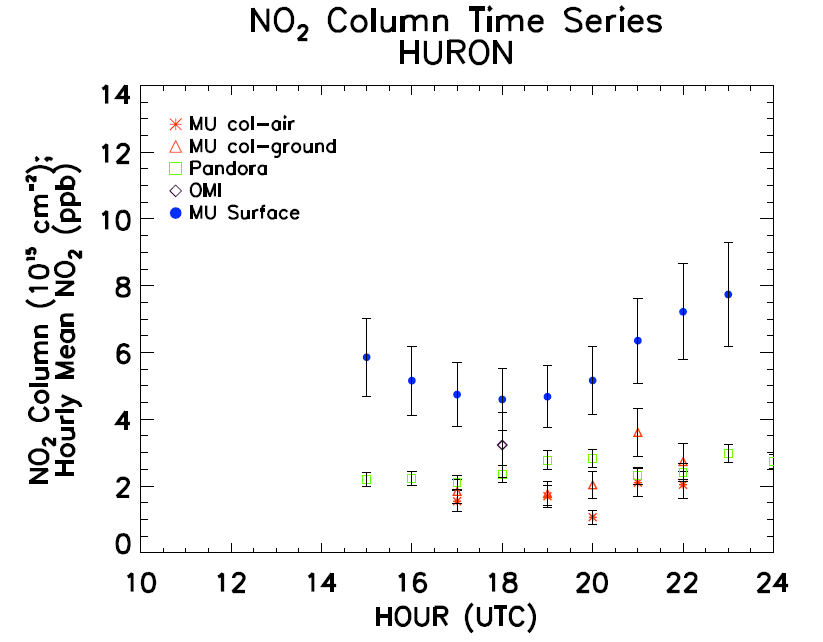 NO₂ Column Time Series
HURON
NO₂ Column (10¹⁵ cm⁻²);
Hourly Mean NO₂ (ppb)
14
12
10
8
6
4
2
0
MU col-air
MU col-ground
Pandora
OMI
MU Surface
10 12 14 16 18 20 22 24
HOUR (UTC)